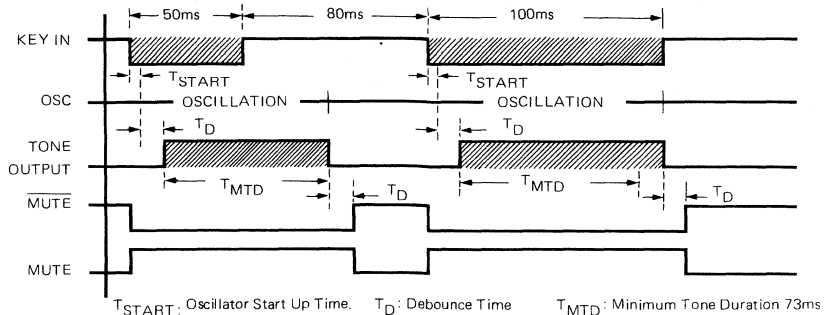 50ms 80ms 100ms
KEY IN
TSTART TSTART
OSC OSCILLATION OSCILLATION
TD TD
TONE
OUTPUT
TMTD TMTD
TD TD
MUTE
MUTE
TSTART: Oscillator Start Up Time. TD: Debounce Time TMTD: Minimum Tone Duration 73ms